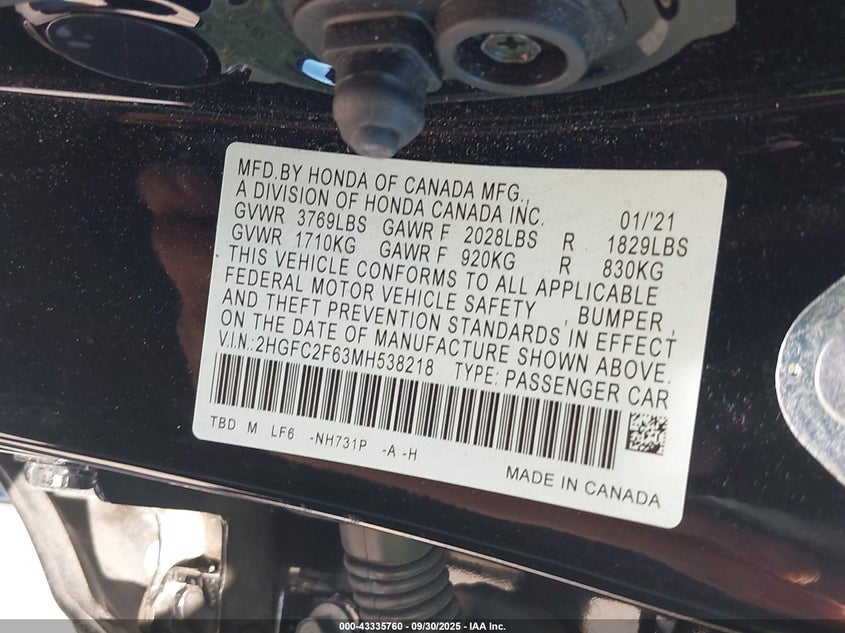 MFD.BY HONDA OF CANADA MFG.,
A DIVISION OF HONDA CANADA INC. 01/'21
GVWR 3769LBS GAWR F 2028LBS R 1829LBS
GVWR 1710KG GAWR F 920KG R 830KG
THIS VEHICLE CONFORMS TO ALL APPLICABLE
FEDERAL MOTOR VEHICLE SAFETY , BUMPER ,
AND THEFT PREVENTION STANDARDS IN EFFECT
ON THE DATE OF MANUFACTURE SHOWN ABOVE.
V.I.N.:2HGFC2F63MH538218 TYPE: PASSENGER CAR
TBD M LF6 -NH731P -A -H
MADE IN CANADA
000-43335760 - 09/30/2025 - IAA Inc.